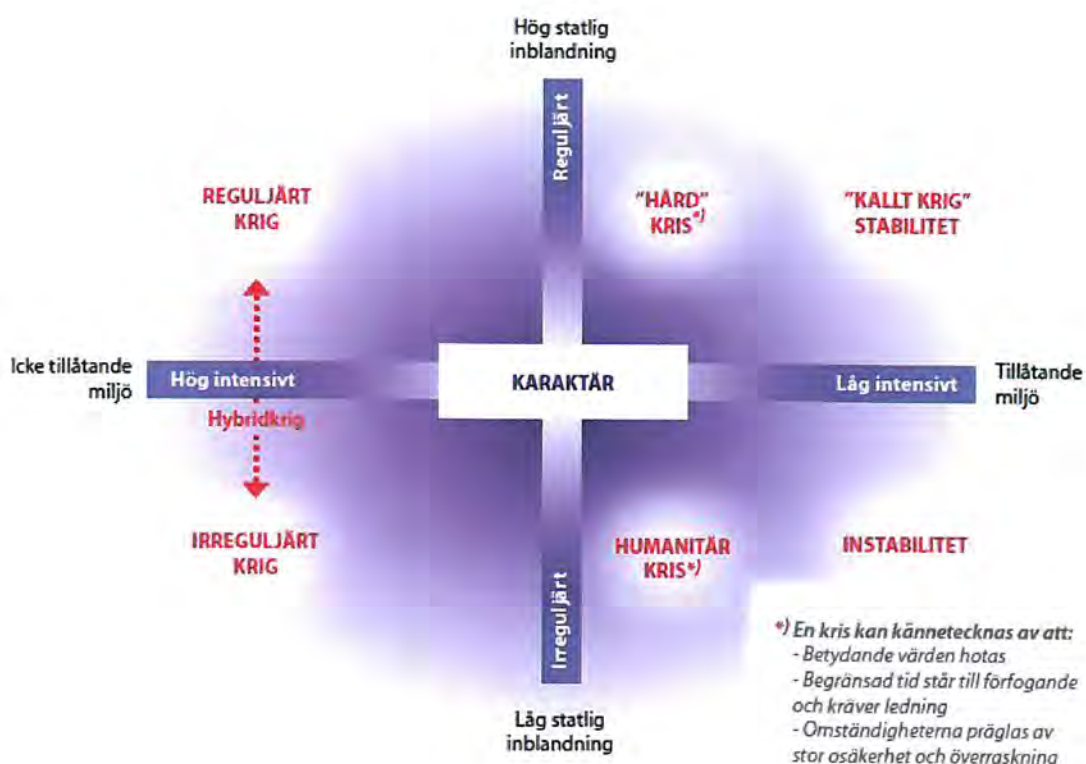 Hög statlig
inblandning
Reguljärt
REGULJÄRT
KRIG
"HÅRD"
KRIS*)
"KALLT KRIG"
STABILITET
Icke tillåtande
miljö
Hög intensivt
KARAKTÄR
Låg intensivt
Tillåtande
miljö
Hybridkrig
IRREGULJÄRT
KRIG
HUMANITÄR
KRIS*)
INSTABILITET
Irreguljärt
Låg statlig
inblandning
*) En kris kan kännetecknas av att:
- Betydande värden hotas
- Begränsad tid står till förfogande
och kräver ledning
- Omständigheterna präglas av
stor osäkerhet och överraskning